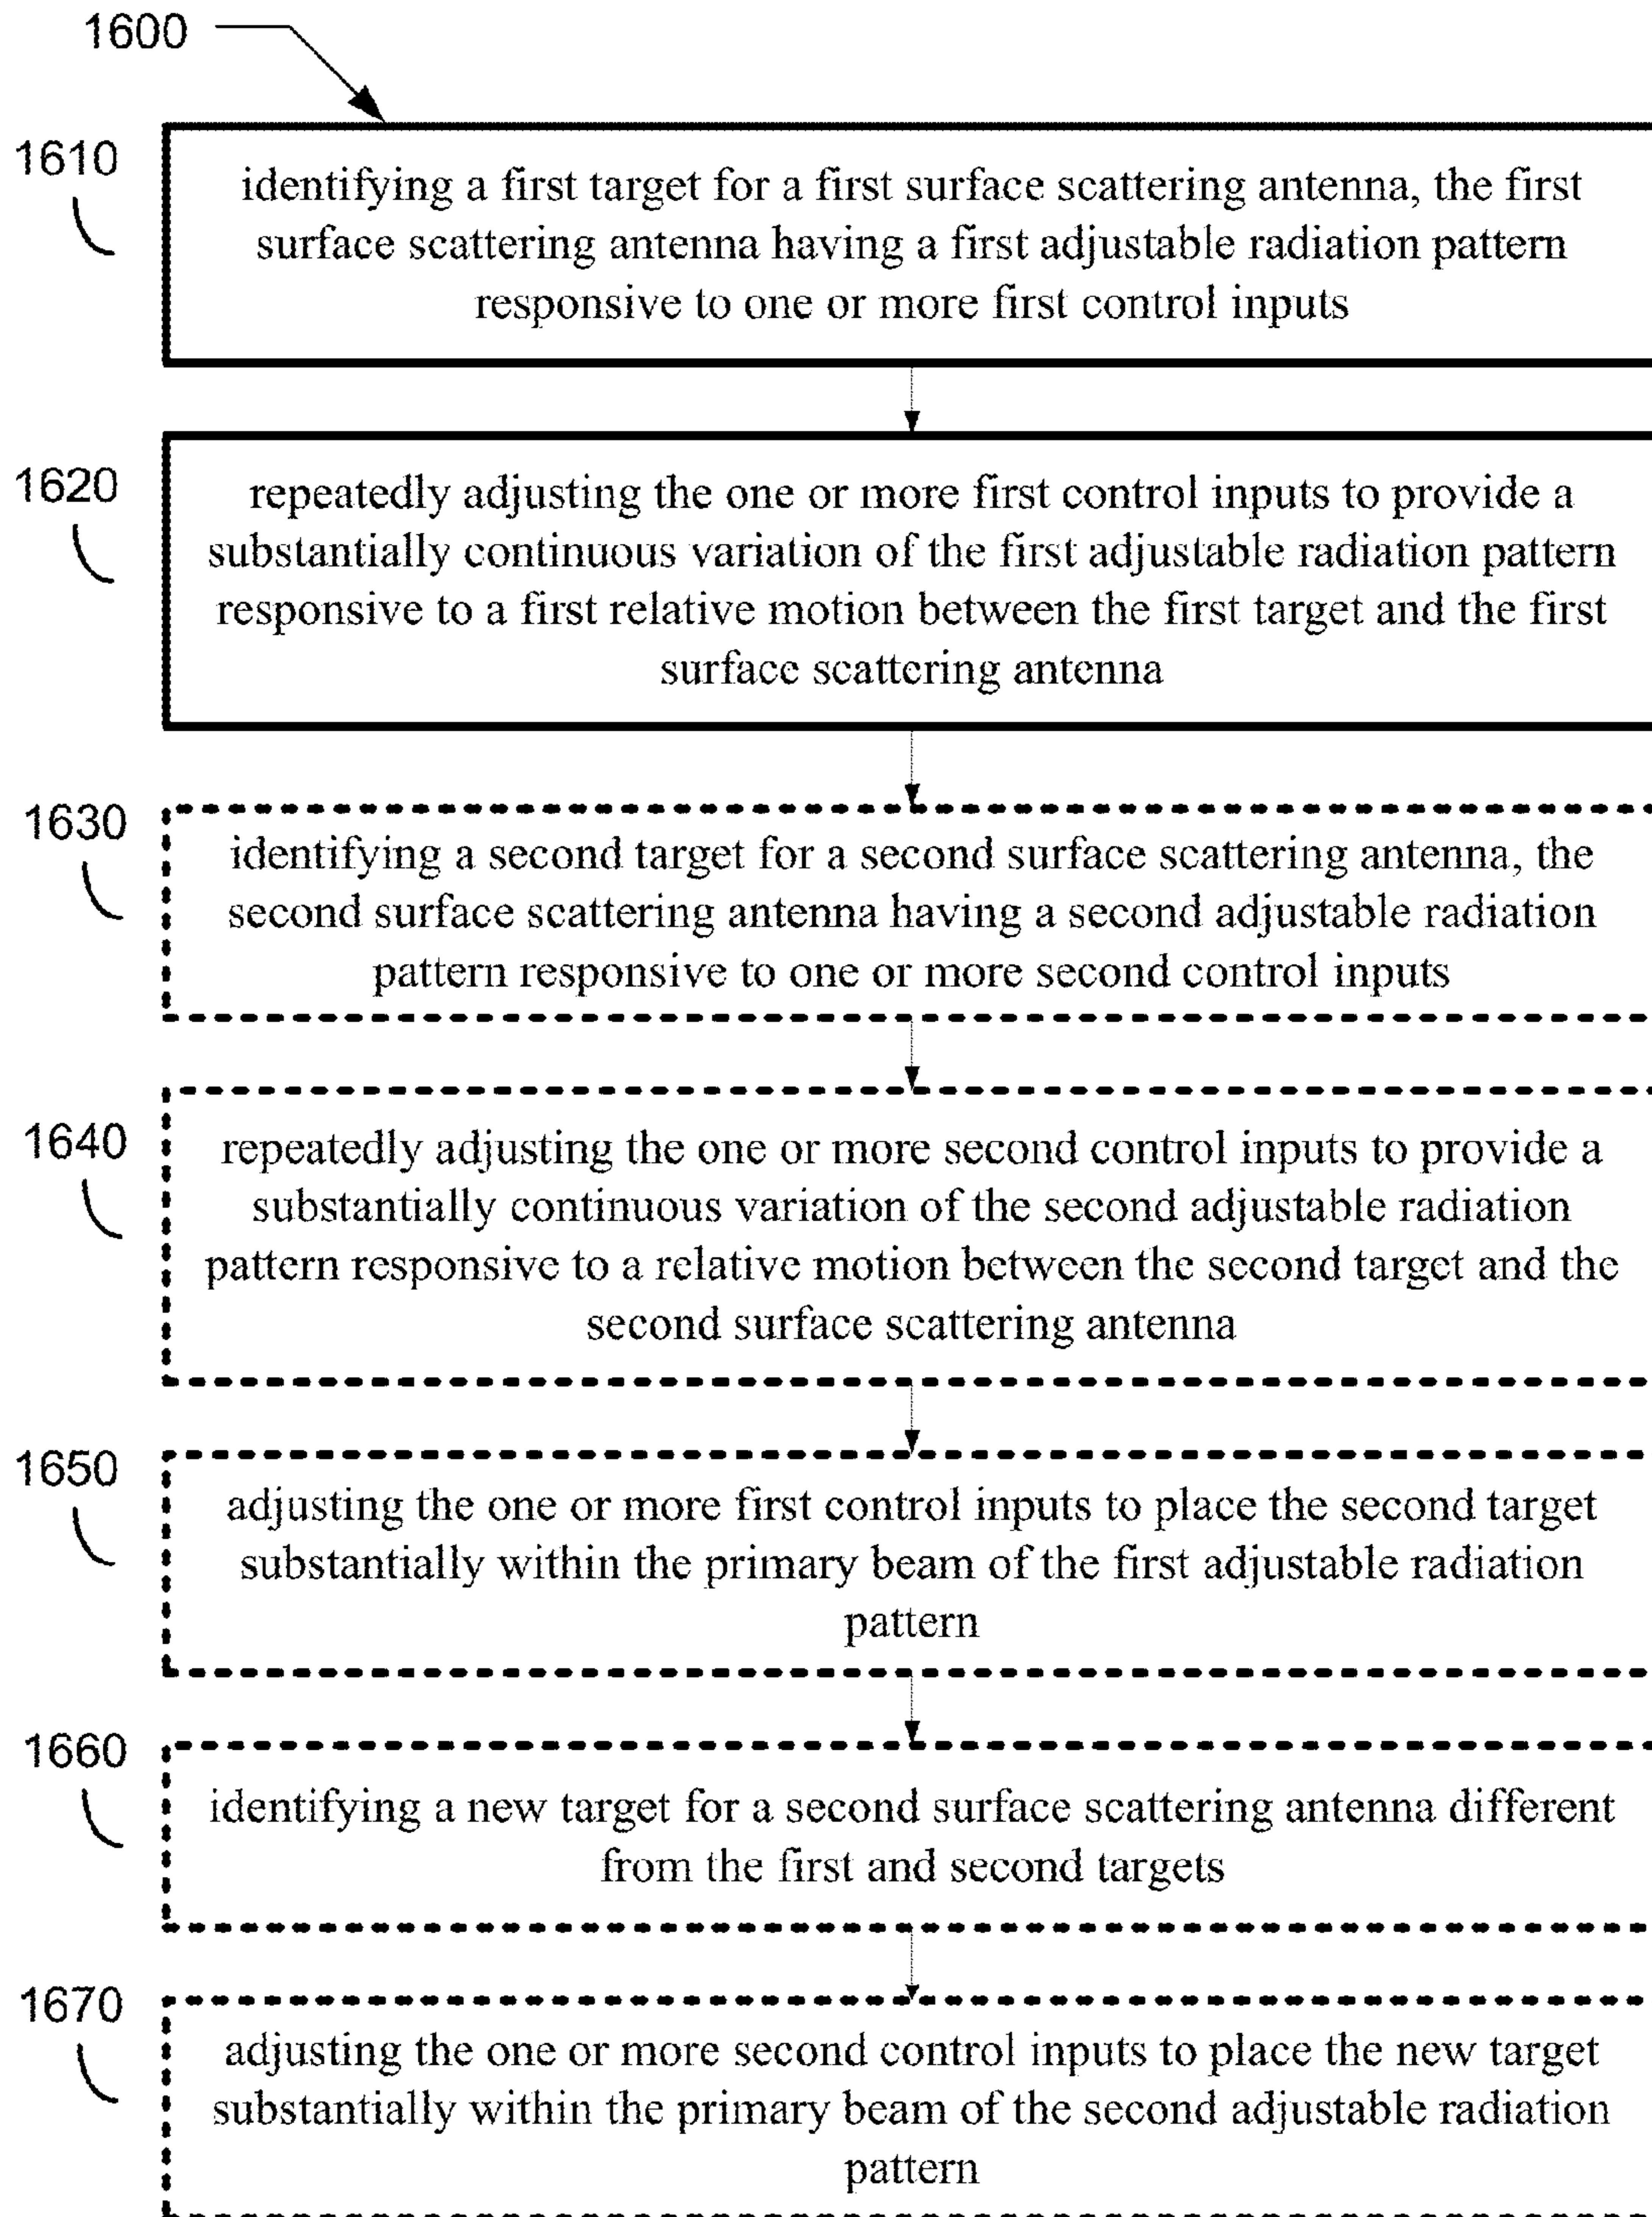 1600
1610
identifying a first target for a first surface scattering antenna, the first
surface scattering antenna having a first adjustable radiation pattern
responsive to one or more first control inputs
1620
repeatedly adjusting the one or more first control inputs to provide a
substantially continuous variation of the first adjustable radiation pattern
responsive to a first relative motion between the first target and the first
surface scattering antenna
1630
identifying a second target for a second surface scattering antenna, the
second surface scattering antenna having a second adjustable radiation
pattern responsive to one or more second control inputs
1640
repeatedly adjusting the one or more second control inputs to provide a
substantially continuous variation of the second adjustable radiation
pattern responsive to a relative motion between the second target and the
second surface scattering antenna
1650
adjusting the one or more first control inputs to place the second target
substantially within the primary beam of the first adjustable radiation
pattern
1660
identifying a new target for a second surface scattering antenna different
from the first and second targets
1670
adjusting the one or more second control inputs to place the new target
substantially within the primary beam of the second adjustable radiation
pattern